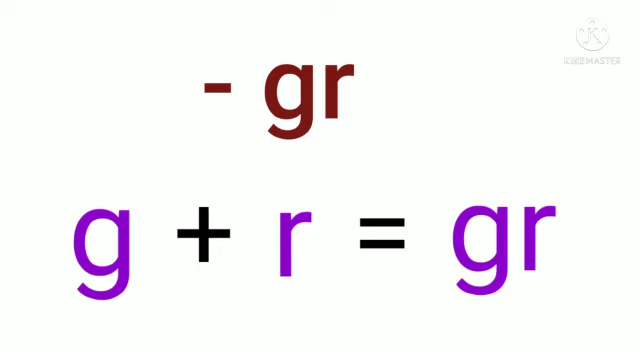 KINEMASTER
- gr
g + r = gr